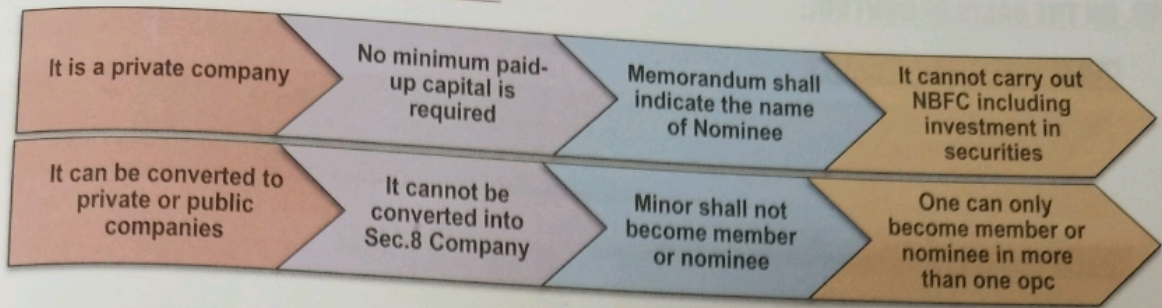 It is a private company
No minimum paid-
up capital is
required
Memorandum shall
indicate the name
of Nominee
It cannot carry out
NBFC including
investment in
securities
It can be converted to
private or public
companies
It cannot be
converted into
Sec.8 Company
Minor shall not
become member
or nominee
One can only
become member or
nominee in more
than one opc